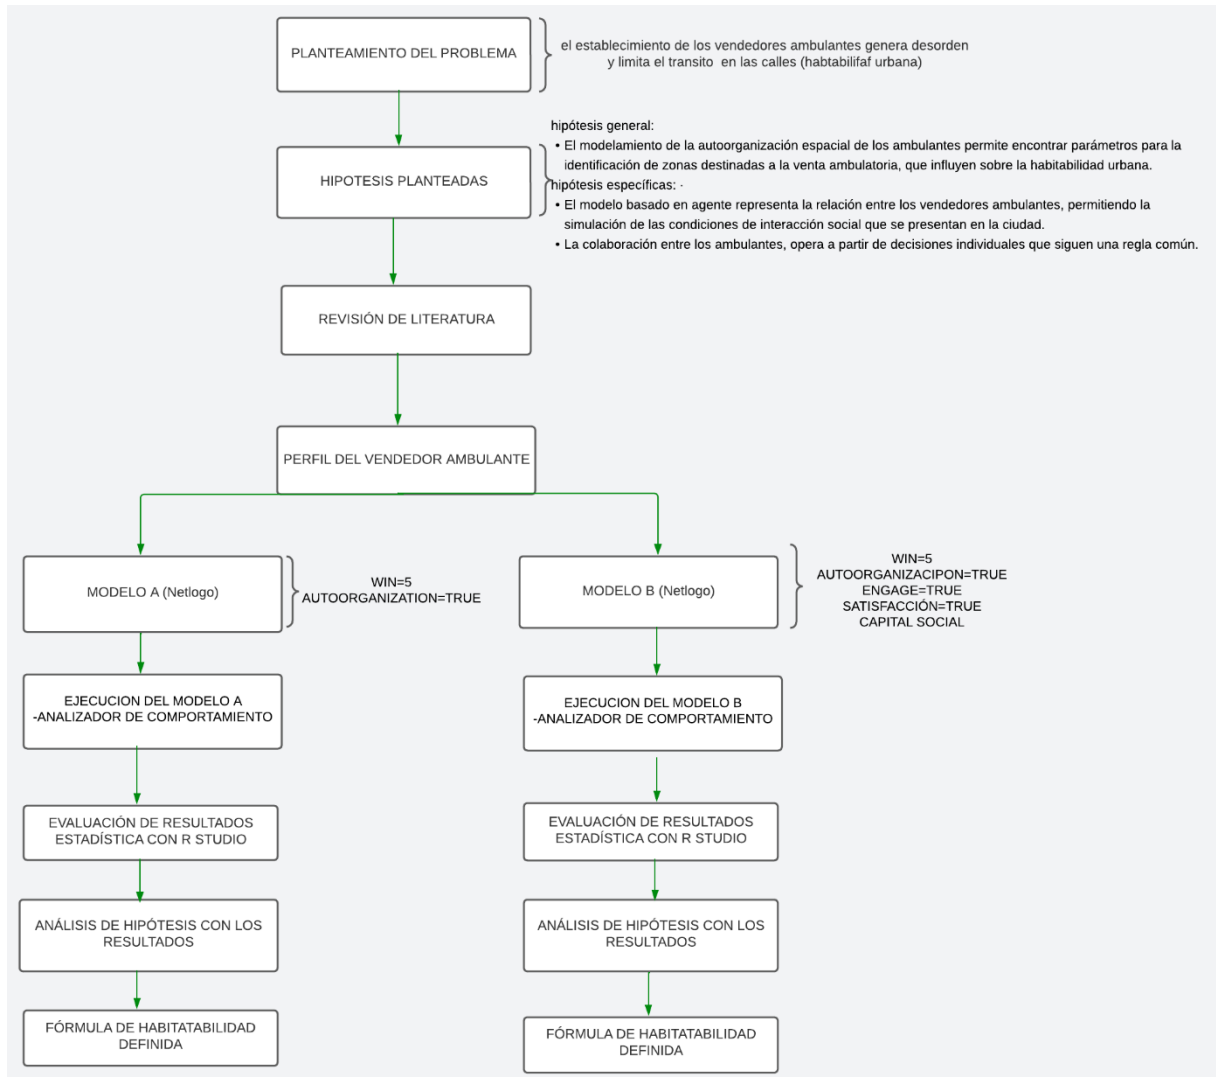 PLANTEAMIENTO DEL PROBLEMA
el establecimiento de los vendedores ambulantes genera desorden
y limita el transito en las calles (habtabilifaf urbana)
HIPOTESIS PLANTEADAS
hipótesis general:
• El modelamiento de la autoorganización espacial de los ambulantes permite encontrar parámetros para la
identificación de zonas destinadas a la venta ambulatoria, que influyen sobre la habitabilidad urbana.
hipótesis específicas: ·
• El modelo basado en agente representa la relación entre los vendedores ambulantes, permitiendo la
simulación de las condiciones de interacción social que se presentan en la ciudad.
• La colaboración entre los ambulantes, opera a partir de decisiones individuales que siguen una regla común.
REVISIÓN DE LITERATURA
PERFIL DEL VENDEDOR AMBULANTE
MODELO A (Netlogo)
WIN=5
AUTOORGANIZATION=TRUE
MODELO B (Netlogo)
WIN=5
AUTOORGANIZACIPON=TRUE
ENGAGE=TRUE
SATISFACCIÓN=TRUE
CAPITAL SOCIAL
EJECUCION DEL MODELO A
-ANALIZADOR DE COMPORTAMIENTO
EJECUCION DEL MODELO B
-ANALIZADOR DE COMPORTAMIENTO
EVALUACIÓN DE RESULTADOS
ESTADÍSTICA CON R STUDIO
EVALUACIÓN DE RESULTADOS
ESTADÍSTICA CON R STUDIO
ANÁLISIS DE HIPÓTESIS CON LOS
RESULTADOS
ANÁLISIS DE HIPÓTESIS CON LOS
RESULTADOS
FÓRMULA DE HABITATABILIDAD
DEFINIDA
FÓRMULA DE HABITATABILIDAD
DEFINIDA